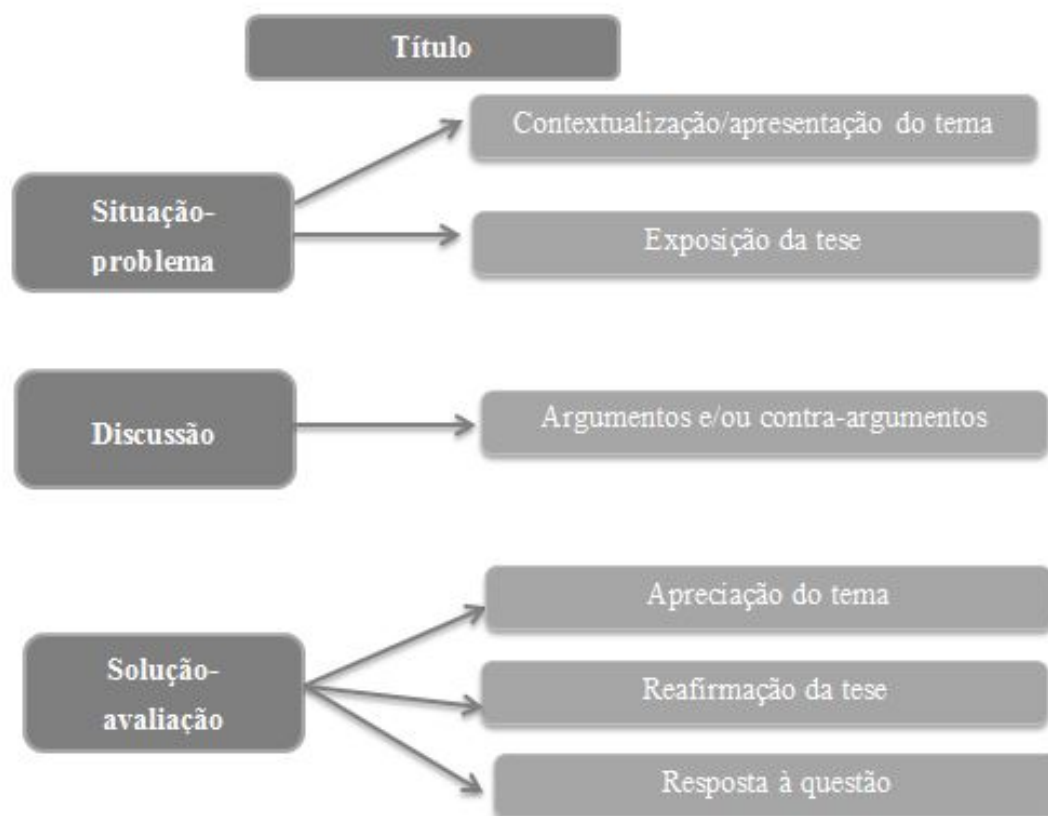 Título
Contextualização/apresentação do tema
Situação-
problema
Exposição da tese
Discussão
Argumentos e/ou contra-argumentos
Apreciação do tema
Solução-
avaliação
Reafirmação da tese
Resposta à questão